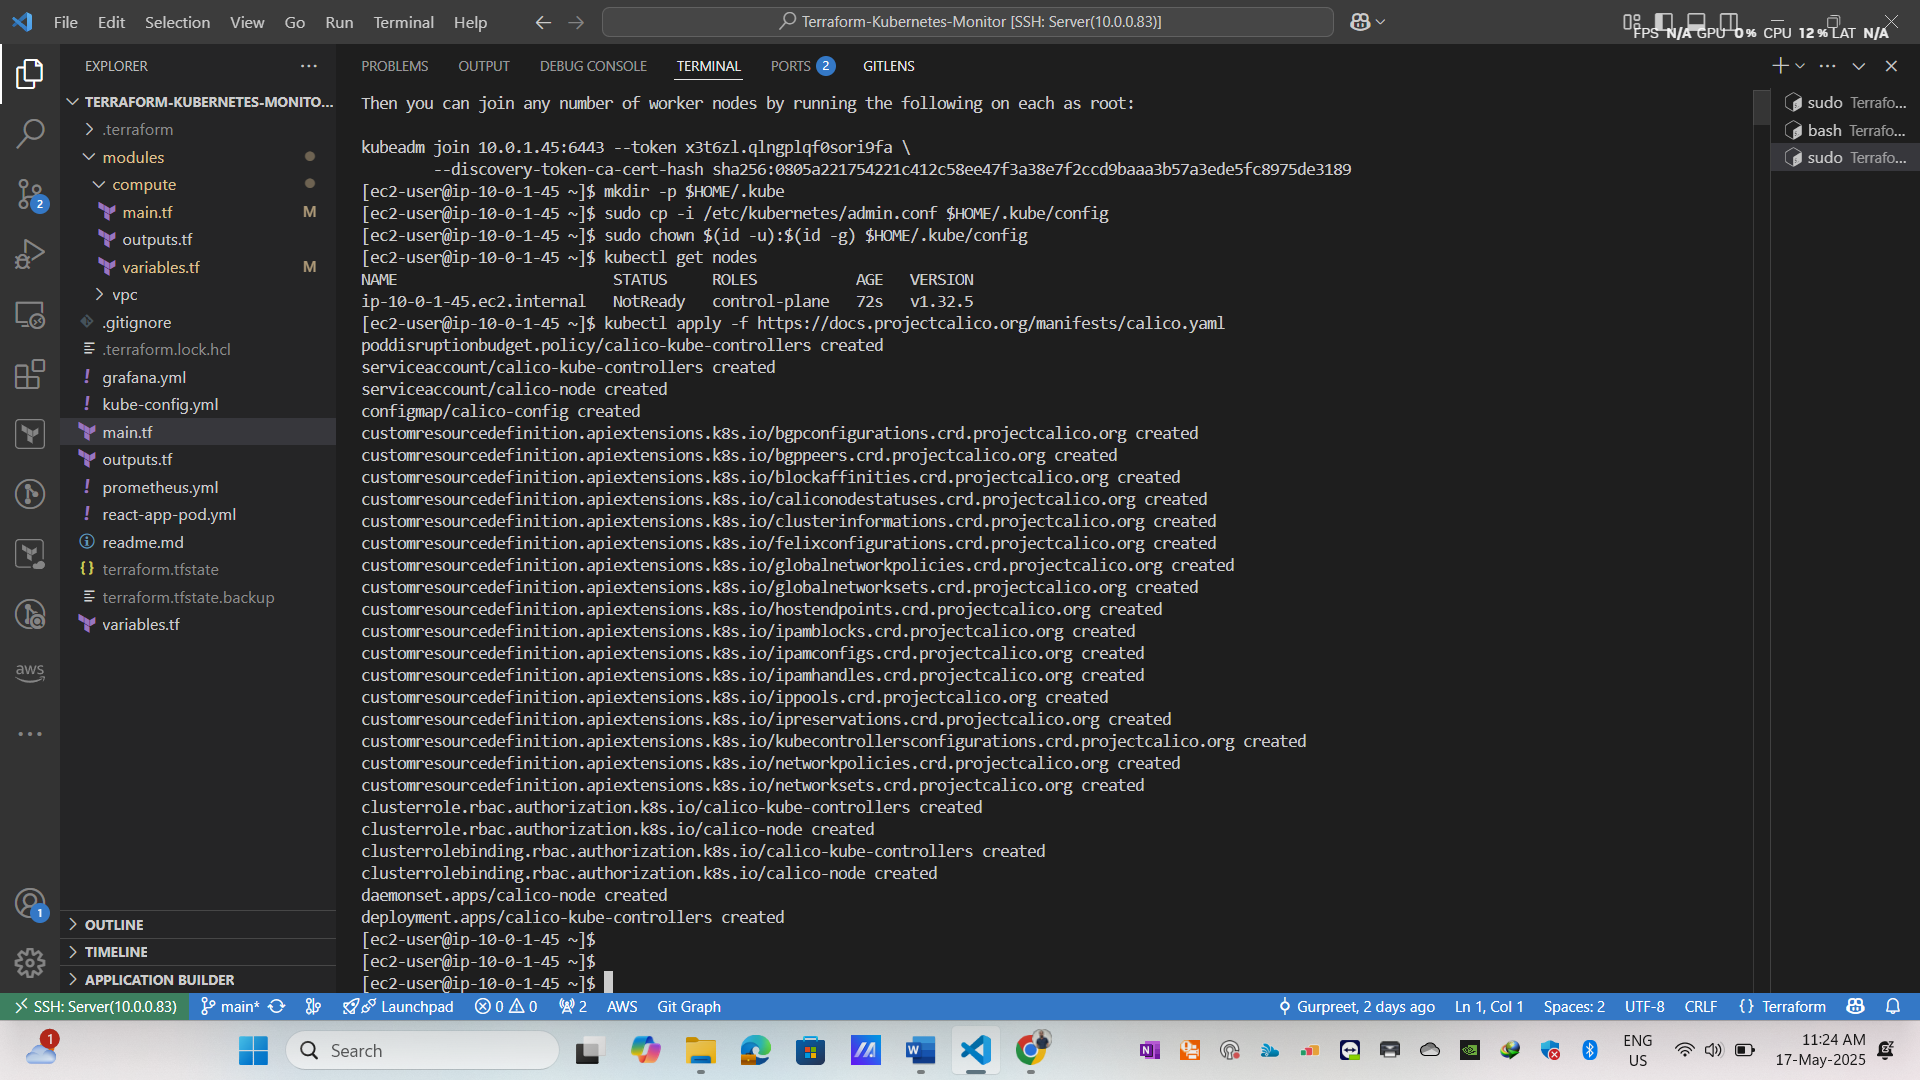 File Edit Selection View Go Run Terminal Help
Terraform-Kubernetes-Monitor [SSH: Server(10.0.0.83)]
FPS N/A GPU 0% CPU 12% LAT N/A
EXPLORER
PROBLEMS OUTPUT DEBUG CONSOLE TERMINAL PORTS 2 GITLENS
TERRAFORM-KUBERNETES-MONITO...
.terraform
modules
compute
main.tf M
outputs.tf
variables.tf M
vpc
.gitignore
.terraform.lock.hcl
grafana.yml
kube-config.yml
main.tf
outputs.tf
prometheus.yml
react-app-pod.yml
readme.md
terraform.tfstate
terraform.tfstate.backup
variables.tf
OUTLINE
TIMELINE
APPLICATION BUILDER
2
aws
1
Then you can join any number of worker nodes by running the following on each as root:
kubeadm join 10.0.1.45:6443 --token x3t6zl.qlngplqf0sori9fa \
--discovery-token-ca-cert-hash sha256:0805a221754221c412c58ee47f3a38e7f2ccd9baaa3b57a3ede5fc8975de3189
[ec2-user@ip-10-0-1-45 ~]$ mkdir -p $HOME/.kube
[ec2-user@ip-10-0-1-45 ~]$ sudo cp -i /etc/kubernetes/admin.conf $HOME/.kube/config
[ec2-user@ip-10-0-1-45 ~]$ sudo chown $(id -u):$(id -g) $HOME/.kube/config
[ec2-user@ip-10-0-1-45 ~]$ kubectl get nodes
NAME STATUS ROLES AGE VERSION
ip-10-0-1-45.ec2.internal NotReady control-plane 72s v1.32.5
[ec2-user@ip-10-0-1-45 ~]$ kubectl apply -f https://docs.projectcalico.org/manifests/calico.yaml
poddisruptionbudget.policy/calico-kube-controllers created
serviceaccount/calico-kube-controllers created
serviceaccount/calico-node created
configmap/calico-config created
customresourcedefinition.apiextensions.k8s.io/bgpconfigurations.crd.projectcalico.org created
customresourcedefinition.apiextensions.k8s.io/bgppeers.crd.projectcalico.org created
customresourcedefinition.apiextensions.k8s.io/blockaffinities.crd.projectcalico.org created
customresourcedefinition.apiextensions.k8s.io/caliconodestatuses.crd.projectcalico.org created
customresourcedefinition.apiextensions.k8s.io/clusterinformations.crd.projectcalico.org created
customresourcedefinition.apiextensions.k8s.io/felixconfigurations.crd.projectcalico.org created
customresourcedefinition.apiextensions.k8s.io/globalnetworkpolicies.crd.projectcalico.org created
customresourcedefinition.apiextensions.k8s.io/globalnetworksets.crd.projectcalico.org created
customresourcedefinition.apiextensions.k8s.io/hostendpoints.crd.projectcalico.org created
customresourcedefinition.apiextensions.k8s.io/ipamblocks.crd.projectcalico.org created
customresourcedefinition.apiextensions.k8s.io/ipamconfigs.crd.projectcalico.org created
customresourcedefinition.apiextensions.k8s.io/ipamhandles.crd.projectcalico.org created
customresourcedefinition.apiextensions.k8s.io/ippools.crd.projectcalico.org created
customresourcedefinition.apiextensions.k8s.io/ipreservations.crd.projectcalico.org created
customresourcedefinition.apiextensions.k8s.io/kubecontrollersconfigurations.crd.projectcalico.org created
customresourcedefinition.apiextensions.k8s.io/networkpolicies.crd.projectcalico.org created
customresourcedefinition.apiextensions.k8s.io/networksets.crd.projectcalico.org created
clusterrole.rbac.authorization.k8s.io/calico-kube-controllers created
clusterrole.rbac.authorization.k8s.io/calico-node created
clusterrolebinding.rbac.authorization.k8s.io/calico-kube-controllers created
clusterrolebinding.rbac.authorization.k8s.io/calico-node created
daemonset.apps/calico-node created
deployment.apps/calico-kube-controllers created
[ec2-user@ip-10-0-1-45 ~]$
[ec2-user@ip-10-0-1-45 ~]$
[ec2-user@ip-10-0-1-45 ~]$
sudo Terrafo...
bash Terrafo...
sudo Terrafo...
SSH: Server(10.0.0.83) main* Launchpad 0 0 2 AWS Git Graph Gurpreet, 2 days ago Ln 1, Col 1 Spaces: 2 UTF-8 CRLF {} Terraform
1
Search
ENG
US
11:24 AM
17-May-2025